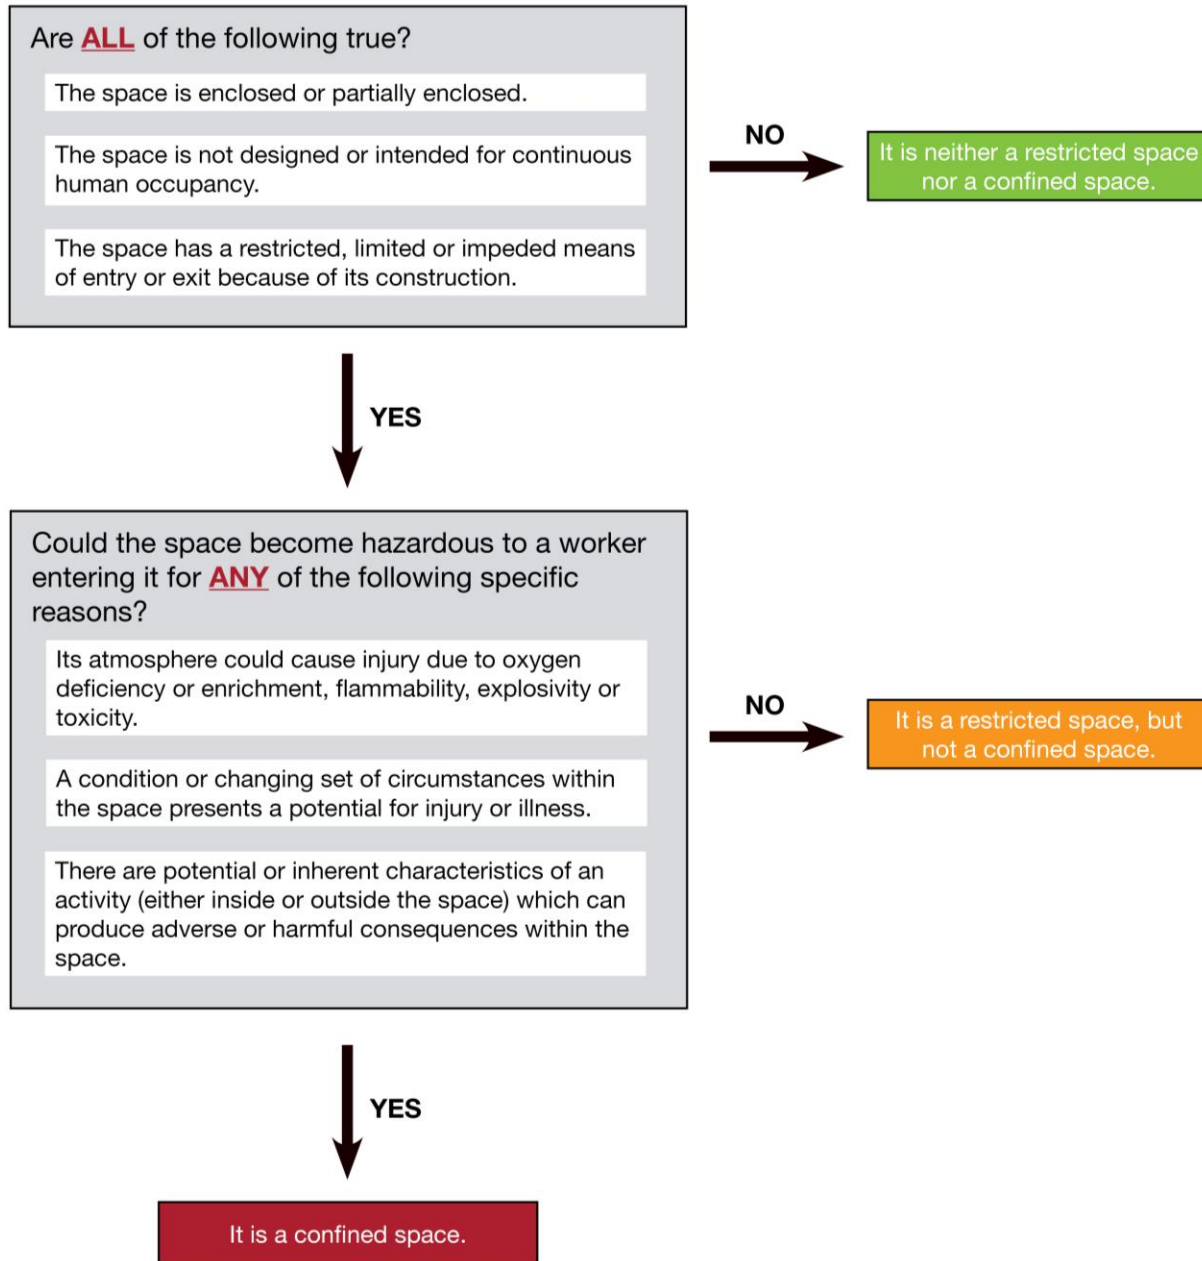 Are ALL of the following true?
The space is enclosed or partially enclosed.
The space is not designed or intended for continuous
human occupancy.
The space has a restricted, limited or impeded means
of entry or exit because of its construction.
NO
It is neither a restricted space
nor a confined space.
YES
Could the space become hazardous to a worker
entering it for ANY of the following specific
reasons?
Its atmosphere could cause injury due to oxygen
deficiency or enrichment, flammability, explosivity or
toxicity.
A condition or changing set of circumstances within
the space presents a potential for injury or illness.
There are potential or inherent characteristics of an
activity (either inside or outside the space) which can
produce adverse or harmful consequences within the
space.
NO
It is a restricted space, but
not a confined space.
YES
It is a confined space.